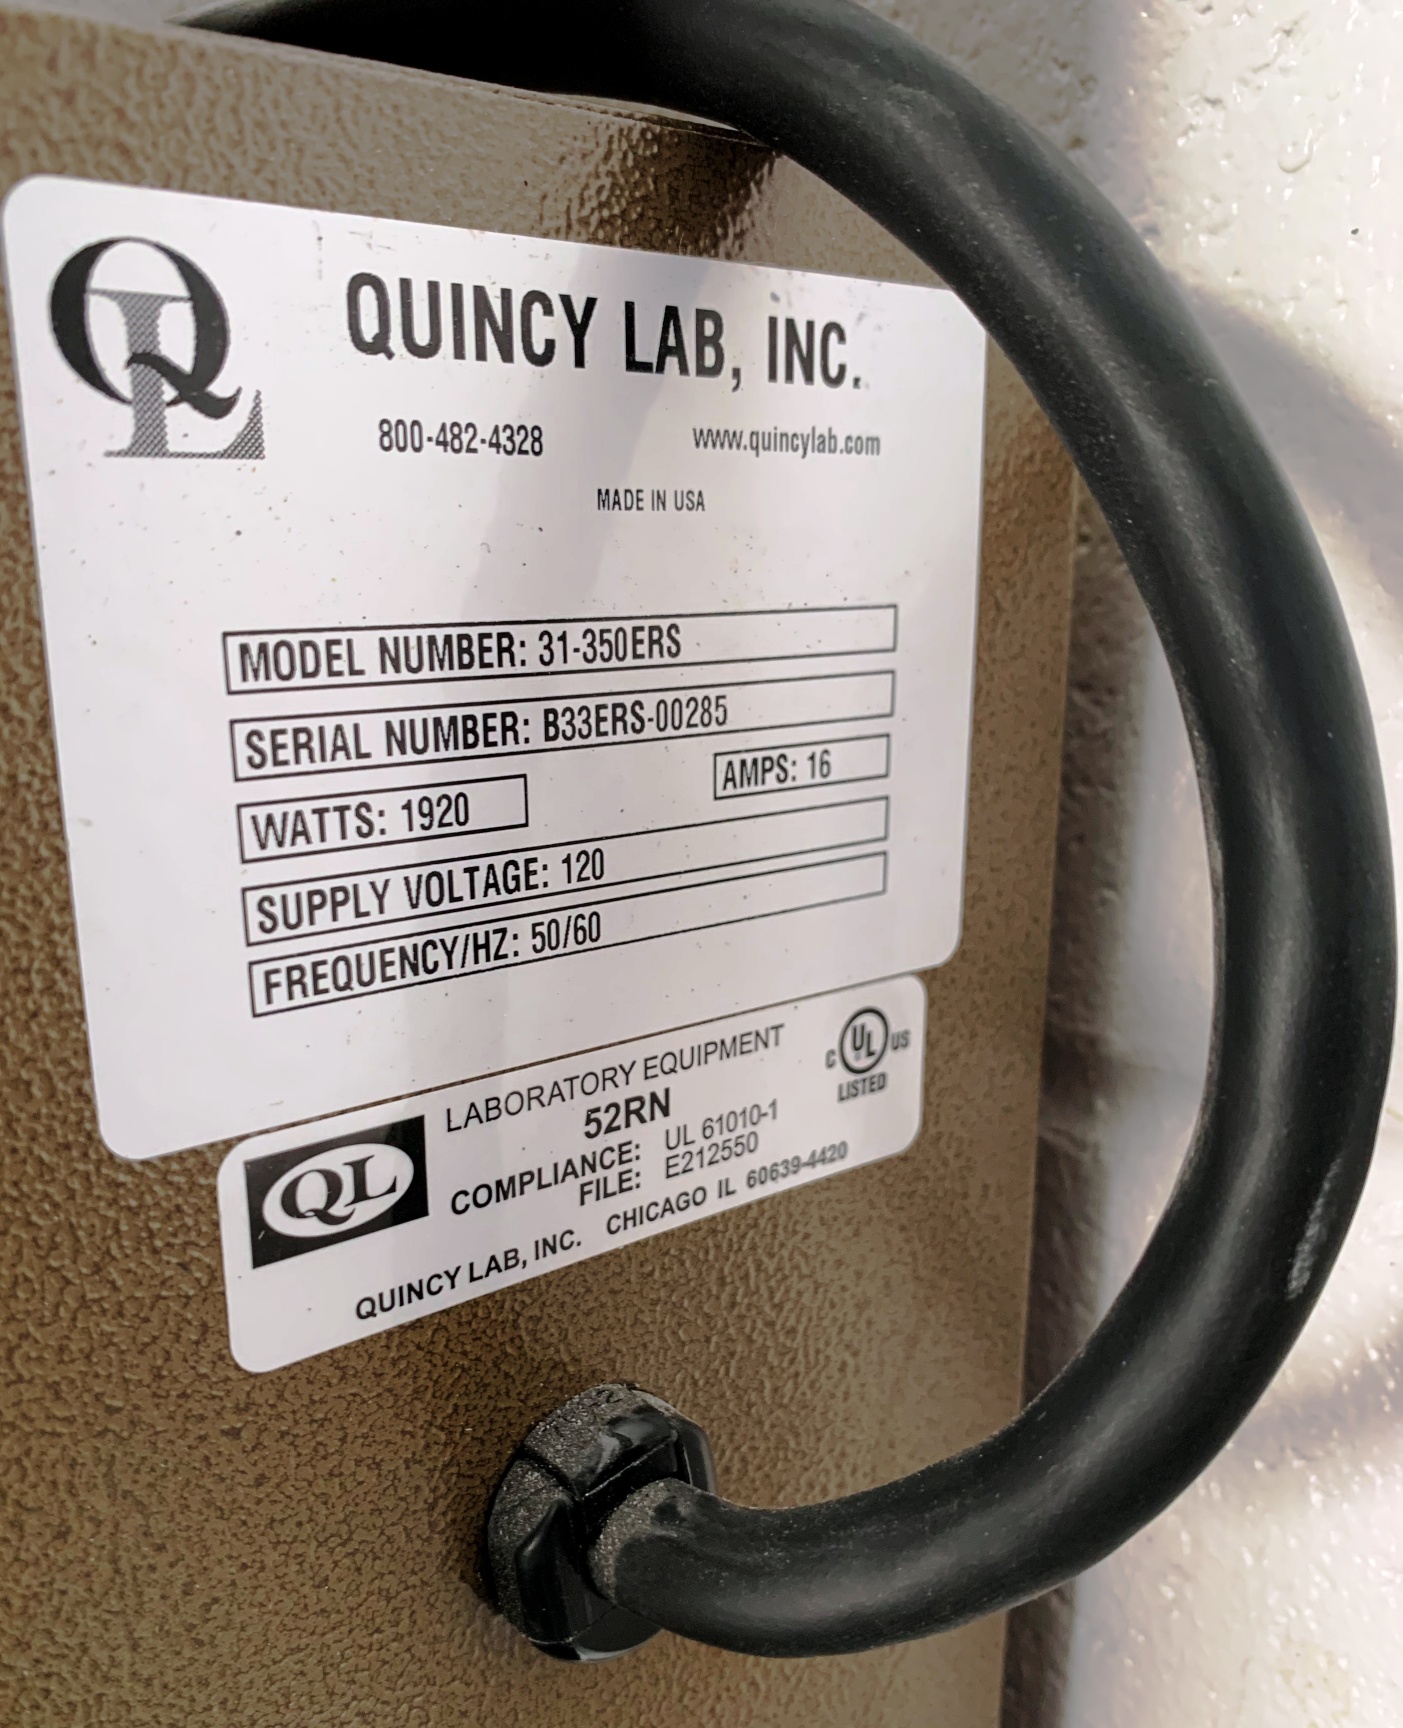 QL
QUINCY LAB, INC.
800-482-4328 www.quincylab.com
MADE IN USA
MODEL NUMBER: 31-350ERS
SERIAL NUMBER: B33ERS-00285
WATTS: 1920 AMPS: 16
SUPPLY VOLTAGE: 120
FREQUENCY/HZ: 50/60
LABORATORY EQUIPMENT
52RN
C UL US
LISTED
QL
COMPLIANCE: UL 61010-1
FILE: E212550
QUINCY LAB, INC. CHICAGO IL 60639-4420